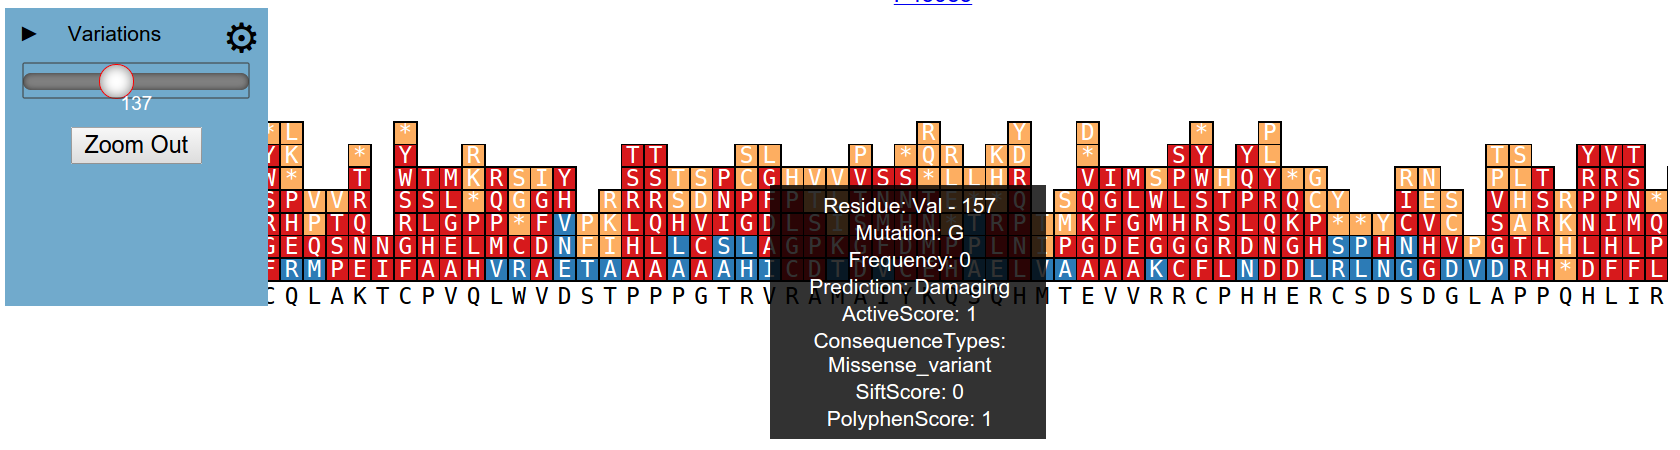 Variations
137
Zoom Out
* L * R Y D * P
Y K * Y R T T S L P * Q R K D * S Y Y L T S Y V T
W * T W T M K R S I Y S S T S P C G H V V V S S * L L H R V I M S P W H Q Y * G R N P L T R R S
S P V V R S S L * Q G G H R R R S D N P F S Q G L W L S T P R Q C Y I E S V H S R P P N *
R H P T Q R L G P P * F V P K L Q H V I G D M K F G M H R S L Q K P * * Y C V C S A R K N I M Q
G E Q S N N G H E L M C D N F I H L L C S L A P G D E G G G R D N G H S P H N H V P G T L H L H L P
F R M P E I F A A H V R A E T A A A A A A H I A A A A K C F L N D D L R L N G G D V D R H * D F F L
C Q L A K T C P V Q L W V D S T P P P G T R V R A M A I Y K Q S Q H M T E V V R R C P H H E R C S D S D G L A P P Q H L I R
Residue: Val - 157
Mutation: G
Frequency: 0
Prediction: Damaging
ActiveScore: 1
ConsequenceTypes:
Missense_variant
SiftScore: 0
PolyphenScore: 1